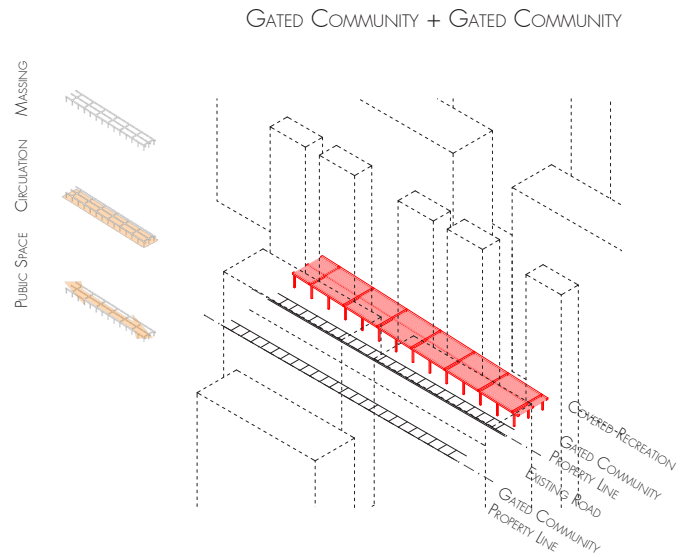 Gated Community + Gated Community
Massing
Circulation
Public Space
Covered Recreation
Gated Community
Property Line
Existing Road
Gated Community
Property Line